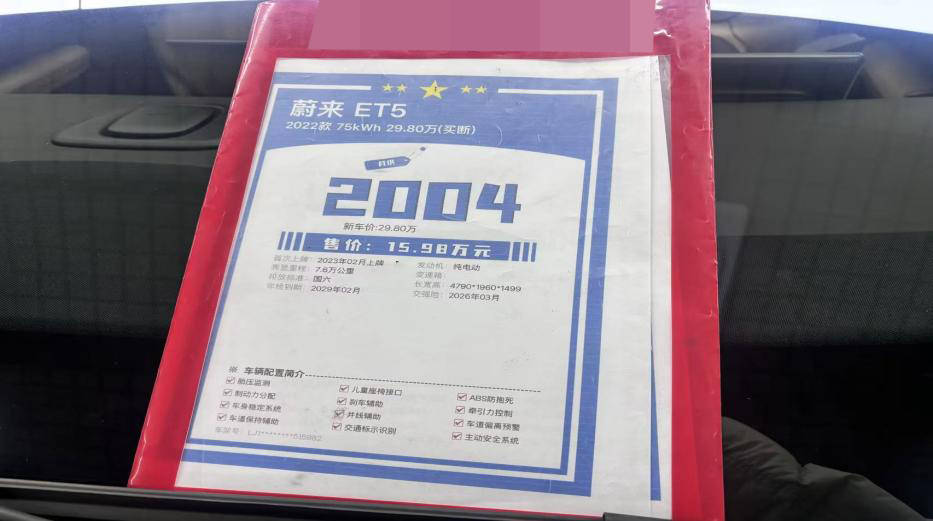 蔚来 ET5
2022款 75kWh 29.80万(买断)
月供
2004
新车价:29.80万
售价: 15.98万元
首次上牌: 2023年02月上牌 发动机: 纯电动
表显里程: 7.8万公里 变速箱:
排放标准: 国六 长宽高: 4790*1960*1499
年检到期: 2029年02月 交强险: 2026年03月
※ 车辆配置简介
胎压监测 儿童座椅接口 ABS防抱死
制动力分配 刹车辅助 牵引力控制
车身稳定系统 并线辅助 车道偏离预警
车道保持辅助 交通标示识别 主动安全系统
车架号: LJ1********515982